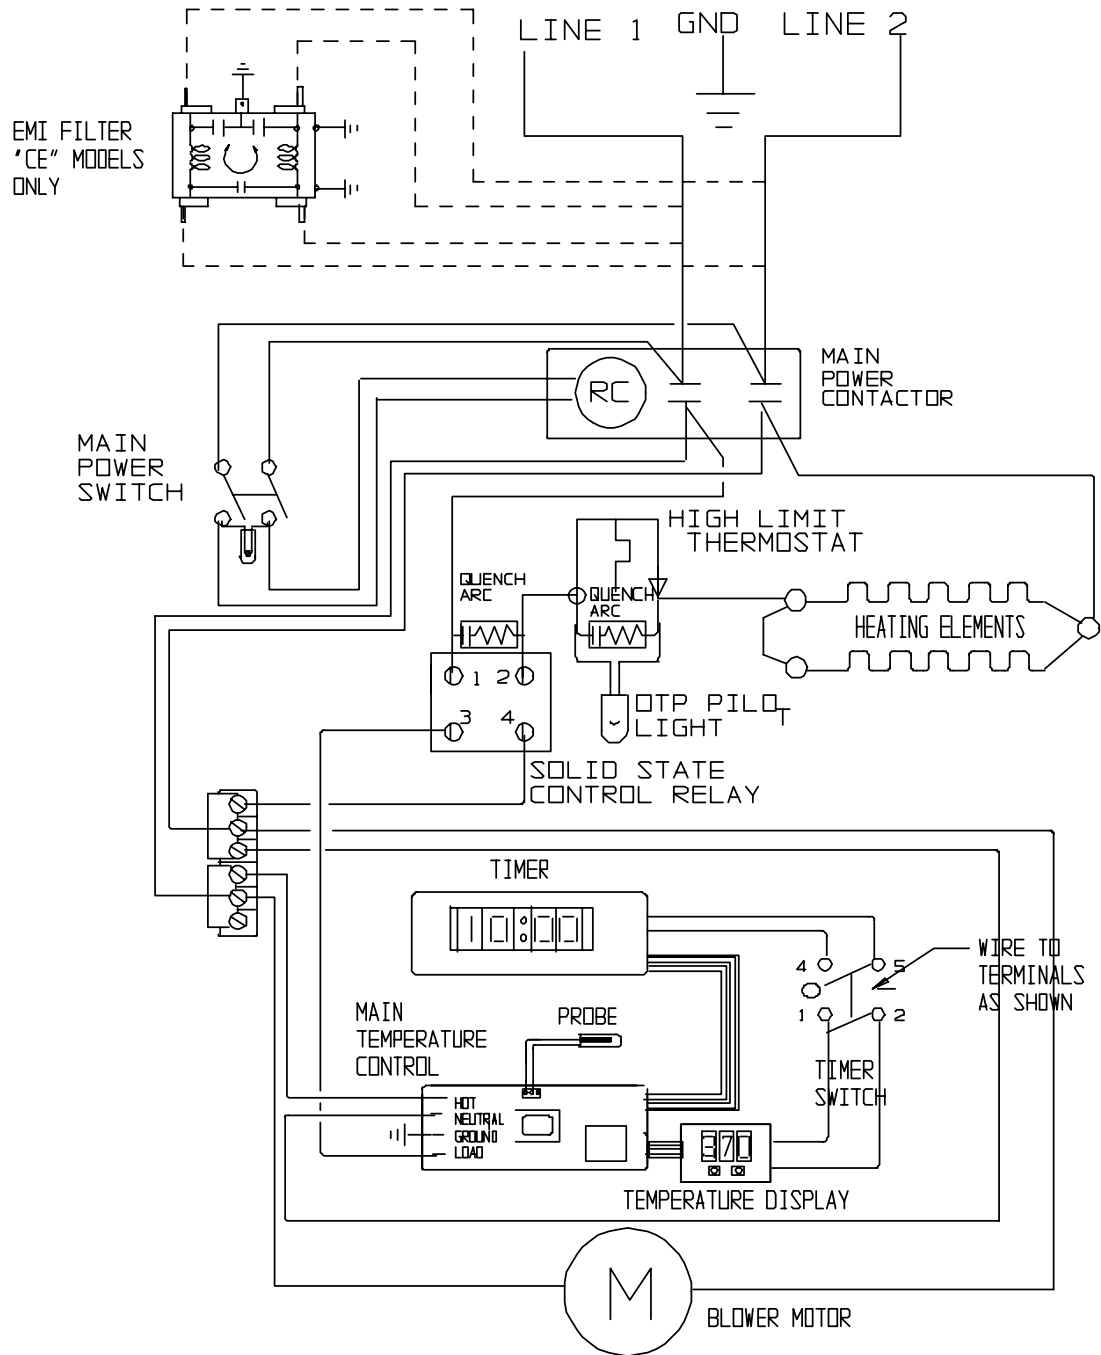 LINE 1
GND
LINE 2
EMI FILTER
'CE" MODELS
ONLY
RC
MAIN
POWER
CONTACTOR
MAIN
POWER
SWITCH
HIGH LIMIT
THERMOSTAT
QUENCH
ARC
QUENCH
ARC
HEATING ELEMENTS
1 2
3 4
OTP PILOT
LIGHT
SOLID STATE
CONTROL RELAY
TIMER
10:00
4 5
1 2
WIRE TO
TERMINALS
AS SHOWN
MAIN
TEMPERATURE
CONTROL
PROBE
TIMER
SWITCH
HOT
NEUTRAL
GROUND
LOAD
370
TEMPERATURE DISPLAY
M
BLOWER MOTOR